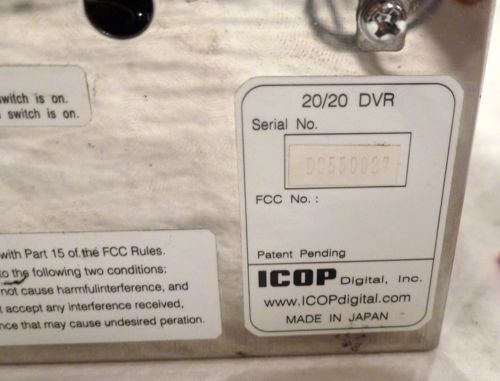 switch is on.
switch is on.
20/20 DVR
Serial No.
D0550027
FCC No. :
Patent Pending
ICOP Digital, Inc.
www.ICOPdigital.com
MADE IN JAPAN
with Part 15 of the FCC Rules.
to the following two conditions:
not cause harmfulinterference, and
accept any interference received,
nce that may cause undesired peration.